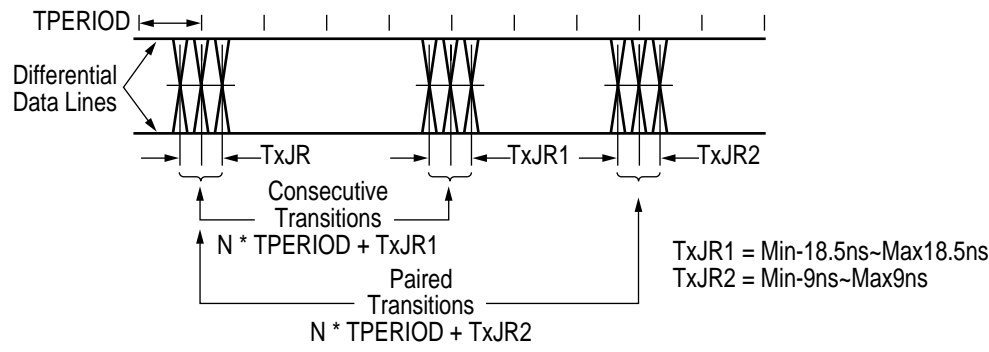 TPERIOD
Differential
Data Lines
TxJR
TxJR1
TxJR2
Consecutive
Transitions
N * TPERIOD + TxJR1
Paired
Transitions
N * TPERIOD + TxJR2
TxJR1 = Min-18.5ns~Max18.5ns
TxJR2 = Min-9ns~Max9ns